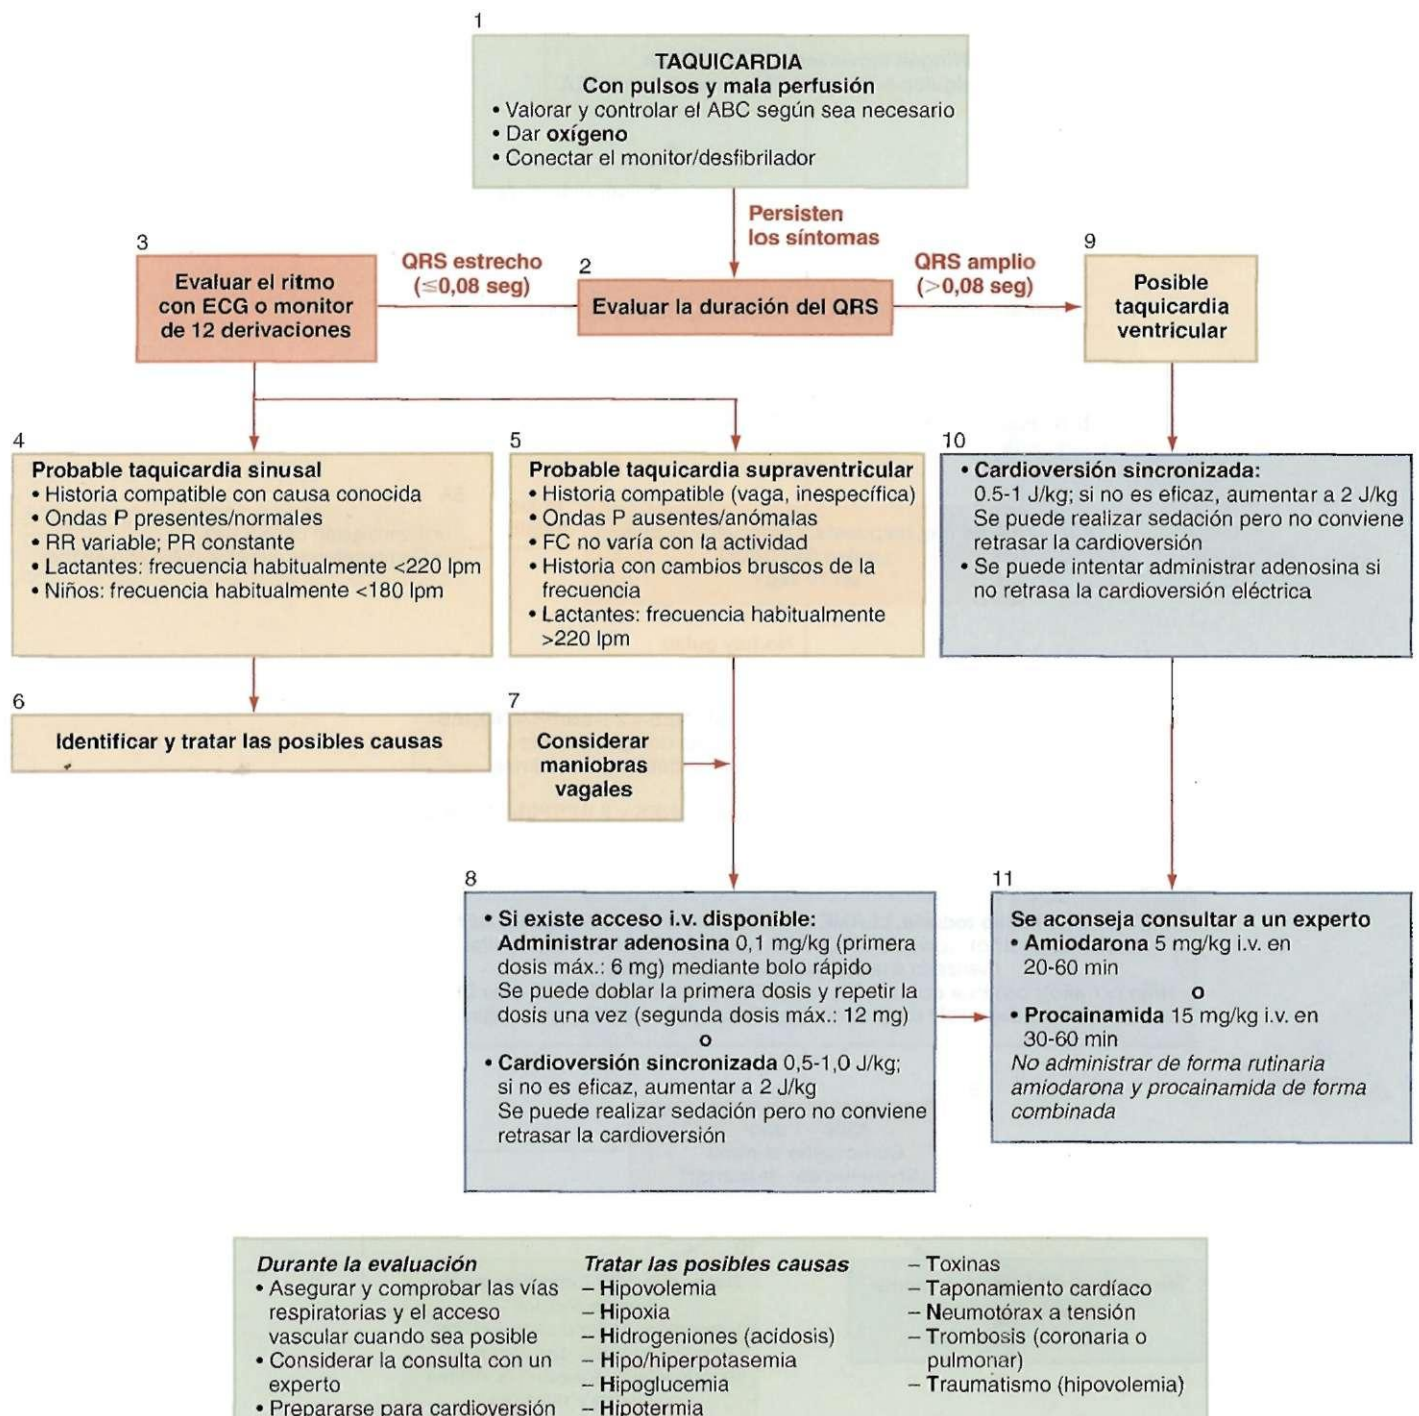 1
TAQUICARDIA
Con pulsos y mala perfusión
• Valorar y controlar el ABC según sea necesario
• Dar oxígeno
• Conectar el monitor/desfibrilador
Persisten
los síntomas
2
Evaluar la duración del QRS
QRS estrecho
(≤0,08 seg)
QRS amplio
(>0,08 seg)
3
Evaluar el ritmo
con ECG o monitor
de 12 derivaciones
9
Posible
taquicardia
ventricular
4
Probable taquicardia sinusal
• Historia compatible con causa conocida
• Ondas P presentes/normales
• RR variable; PR constante
• Lactantes: frecuencia habitualmente <220 lpm
• Niños: frecuencia habitualmente <180 lpm
5
Probable taquicardia supraventricular
• Historia compatible (vaga, inespecífica)
• Ondas P ausentes/anómalas
• FC no varía con la actividad
• Historia con cambios bruscos de la
frecuencia
• Lactantes: frecuencia habitualmente
>220 lpm
10
• Cardioversión sincronizada:
0.5-1 J/kg; si no es eficaz, aumentar a 2 J/kg
Se puede realizar sedación pero no conviene
retrasar la cardioversión
• Se puede intentar administrar adenosina si
no retrasa la cardioversión eléctrica
6
Identificar y tratar las posibles causas
7
Considerar
maniobras
vagales
8
• Si existe acceso i.v. disponible:
Administrar adenosina 0,1 mg/kg (primera
dosis máx.: 6 mg) mediante bolo rápido
Se puede doblar la primera dosis y repetir la
dosis una vez (segunda dosis máx.: 12 mg)
o
• Cardioversión sincronizada 0,5-1,0 J/kg;
si no es eficaz, aumentar a 2 J/kg
Se puede realizar sedación pero no conviene
retrasar la cardioversión
11
Se aconseja consultar a un experto
• Amiodarona 5 mg/kg i.v. en
20-60 min
o
• Procainamida 15 mg/kg i.v. en
30-60 min
No administrar de forma rutinaria
amiodarona y procainamida de forma
combinada
Durante la evaluación
• Asegurar y comprobar las vías
respiratorias y el acceso
vascular cuando sea posible
• Considerar la consulta con un
experto
• Prepararse para cardioversión
Tratar las posibles causas
– Hipovolemia
– Hipoxia
– Hidrogeniones (acidosis)
– Hipo/hiperpotasemia
– Hipoglucemia
– Hipotermia
– Toxinas
– Taponamiento cardíaco
– Neumotórax a tensión
– Trombosis (coronaria o
pulmonar)
– Traumatismo (hipovolemia)